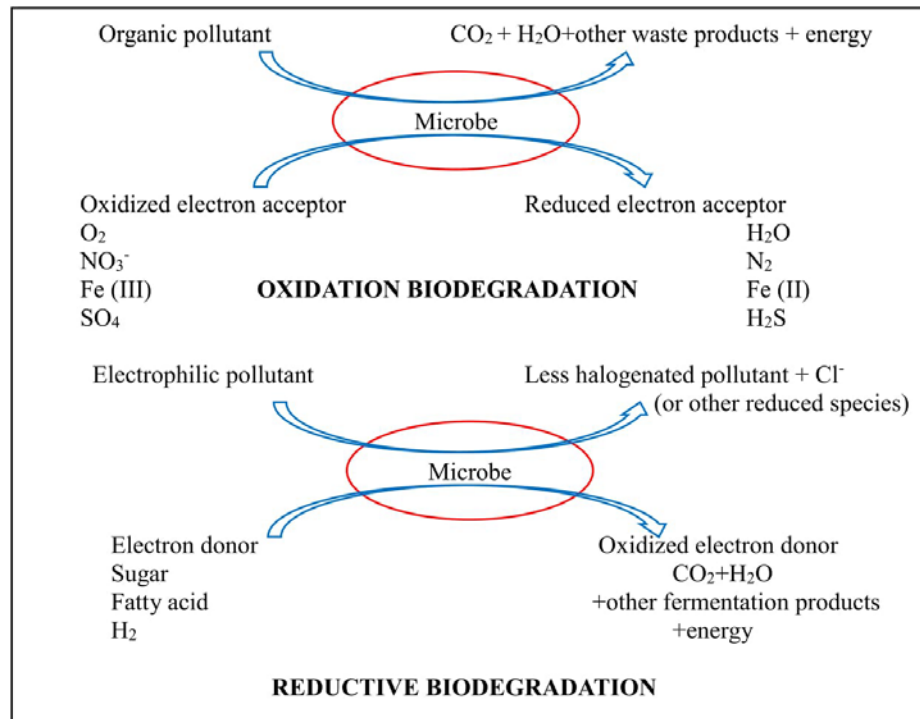 Organic pollutant CO₂ + H₂O+other waste products + energy
Microbe
Oxidized electron acceptor Reduced electron acceptor
O₂ H₂O
NO₃⁻ N₂
Fe (III) OXIDATION BIODEGRADATION Fe (II)
SO₄ H₂S
Electrophilic pollutant Less halogenated pollutant + Cl⁻
(or other reduced species)
Microbe
Electron donor Oxidized electron donor
Sugar CO₂+H₂O
Fatty acid +other fermentation products
H₂ +energy
REDUCTIVE BIODEGRADATION